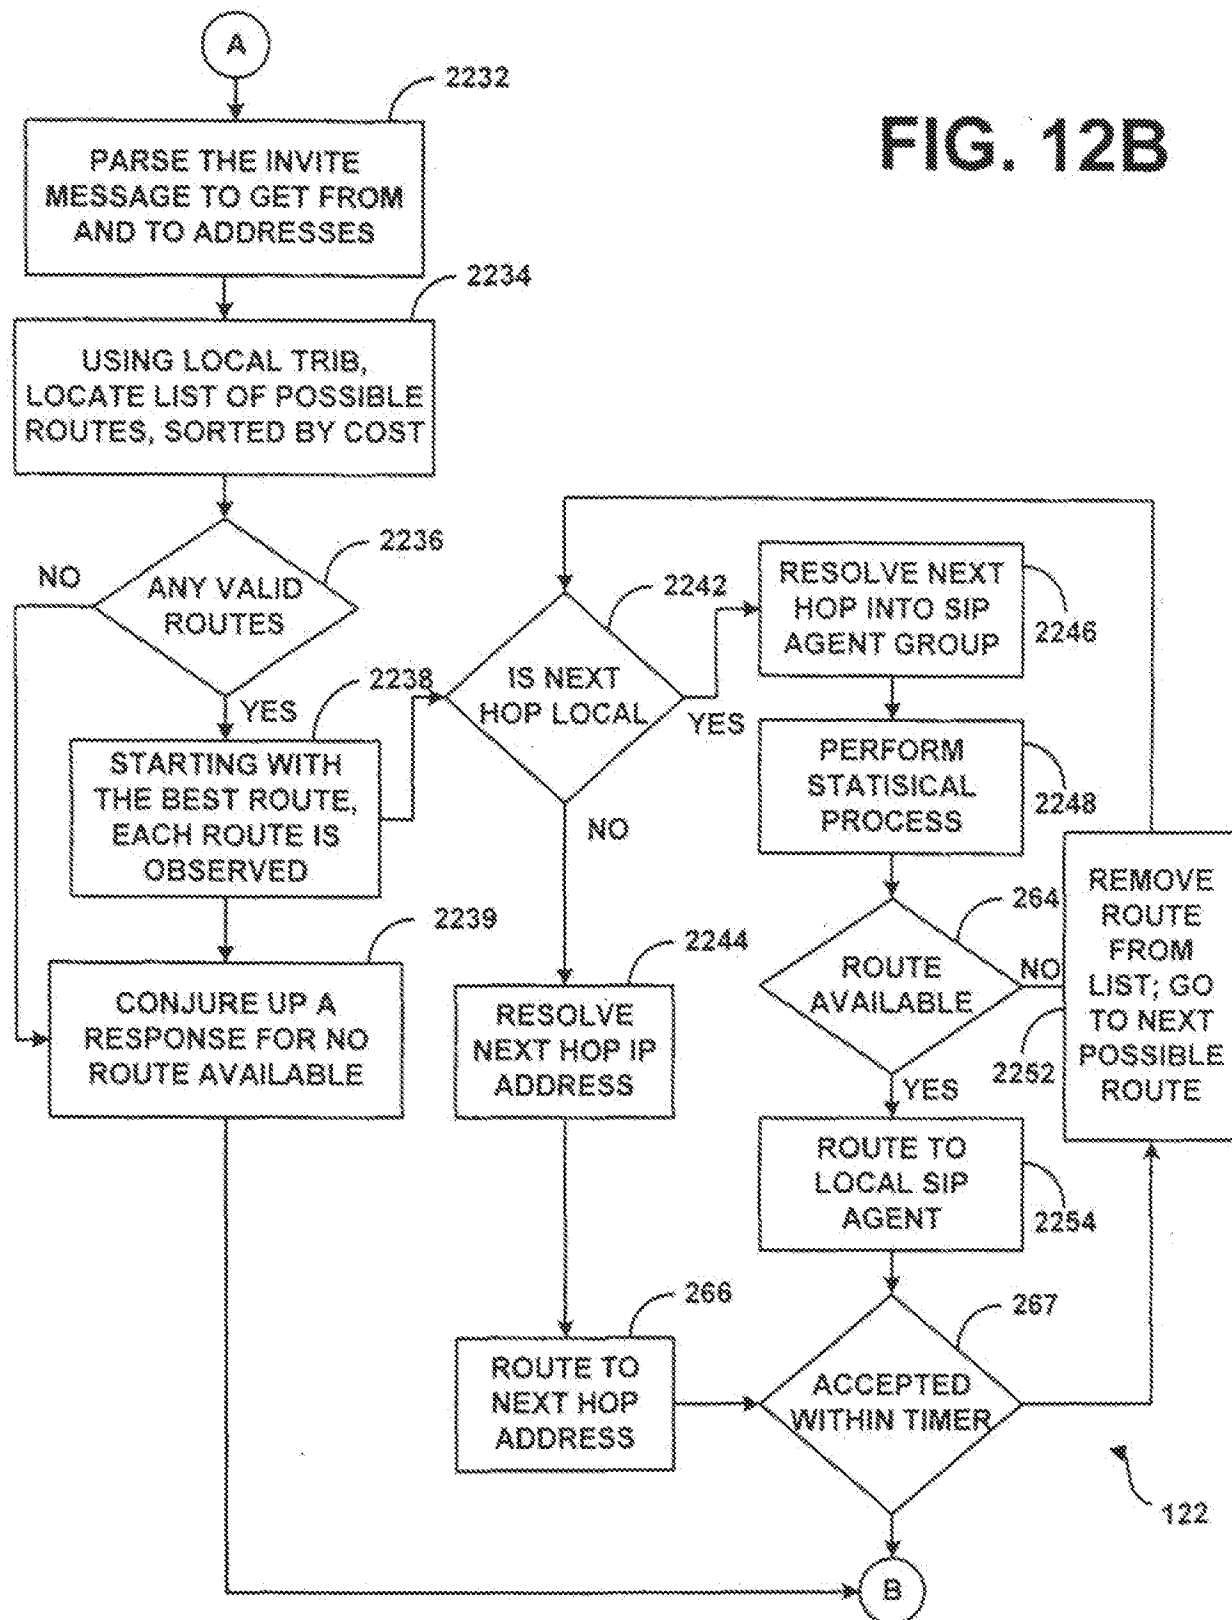 A
2232
FIG. 12B
PARSE THE INVITE
MESSAGE TO GET FROM
AND TO ADDRESSES
2234
USING LOCAL TRIB,
LOCATE LIST OF POSSIBLE
ROUTES, SORTED BY COST
2236
NO
ANY VALID
ROUTES
YES
2238
STARTING WITH
THE BEST ROUTE,
EACH ROUTE IS
OBSERVED
2239
CONJURE UP A
RESPONSE FOR NO
ROUTE AVAILABLE
2242
IS NEXT
HOP LOCAL
YES
NO
2244
RESOLVE
NEXT HOP IP
ADDRESS
266
ROUTE TO
NEXT HOP
ADDRESS
RESOLVE NEXT
HOP INTO SIP
AGENT GROUP
2246
PERFORM
STATISICAL
PROCESS
2248
264
ROUTE
AVAILABLE
NO
YES
2252
REMOVE
ROUTE
FROM
LIST; GO
TO NEXT
POSSIBLE
ROUTE
ROUTE TO
LOCAL SIP
AGENT
2254
267
ACCEPTED
WITHIN TIMER
122
B